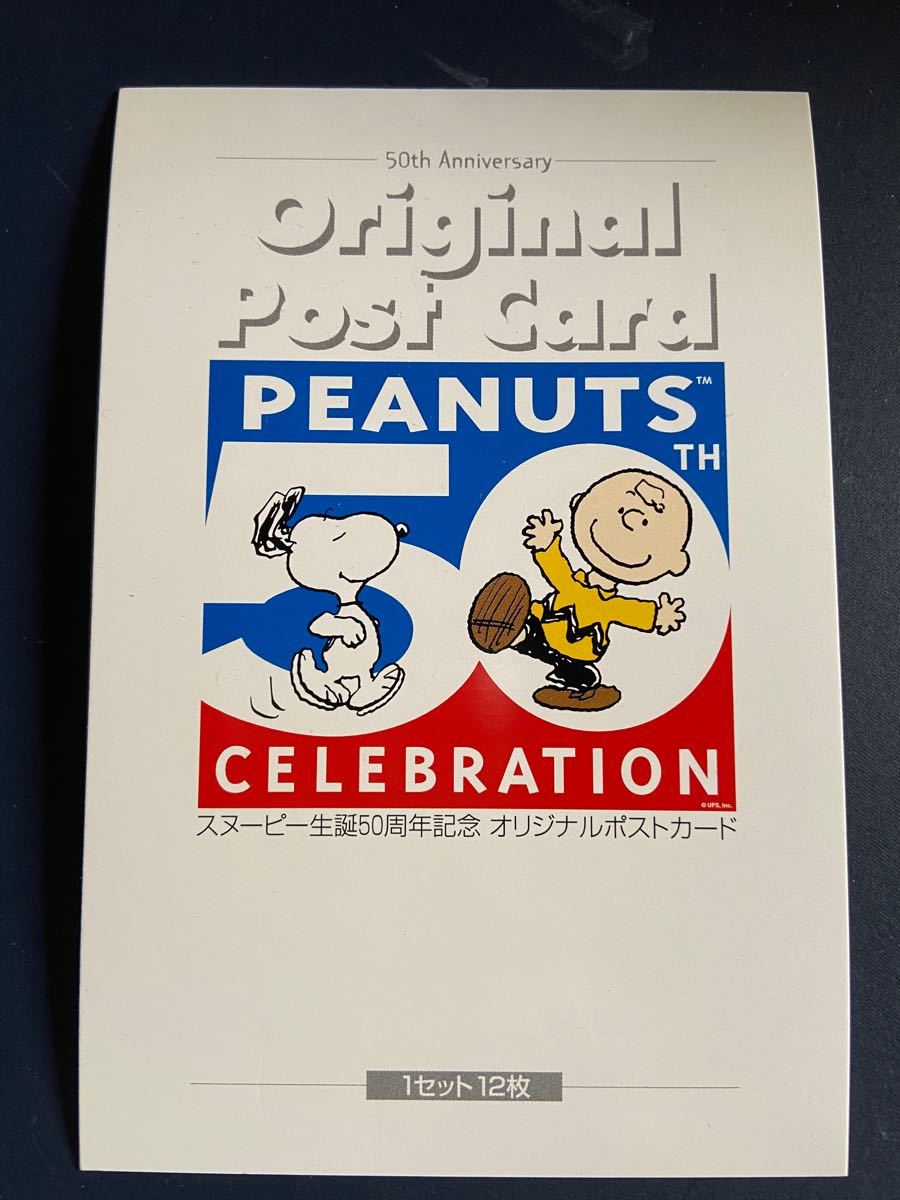 50th Anniversary
Original
Post Card
PEANUTS™
50TH
CELEBRATION
© UFS, Inc.
スヌーピー生誕50周年記念 オリジナルポストカード
1セット 12枚